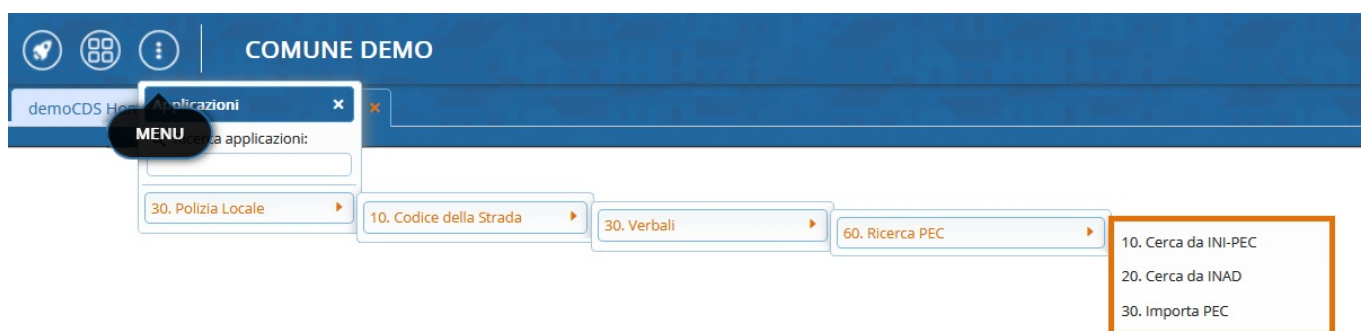 COMUNE DEMO
demoCDS Ho
Applicazioni
MENU
applicazioni:
30. Polizia Locale
10. Codice della Strada
30. Verbali
60. Ricerca PEC
10. Cerca da INI-PEC
20. Cerca da INAD
30. Importa PEC